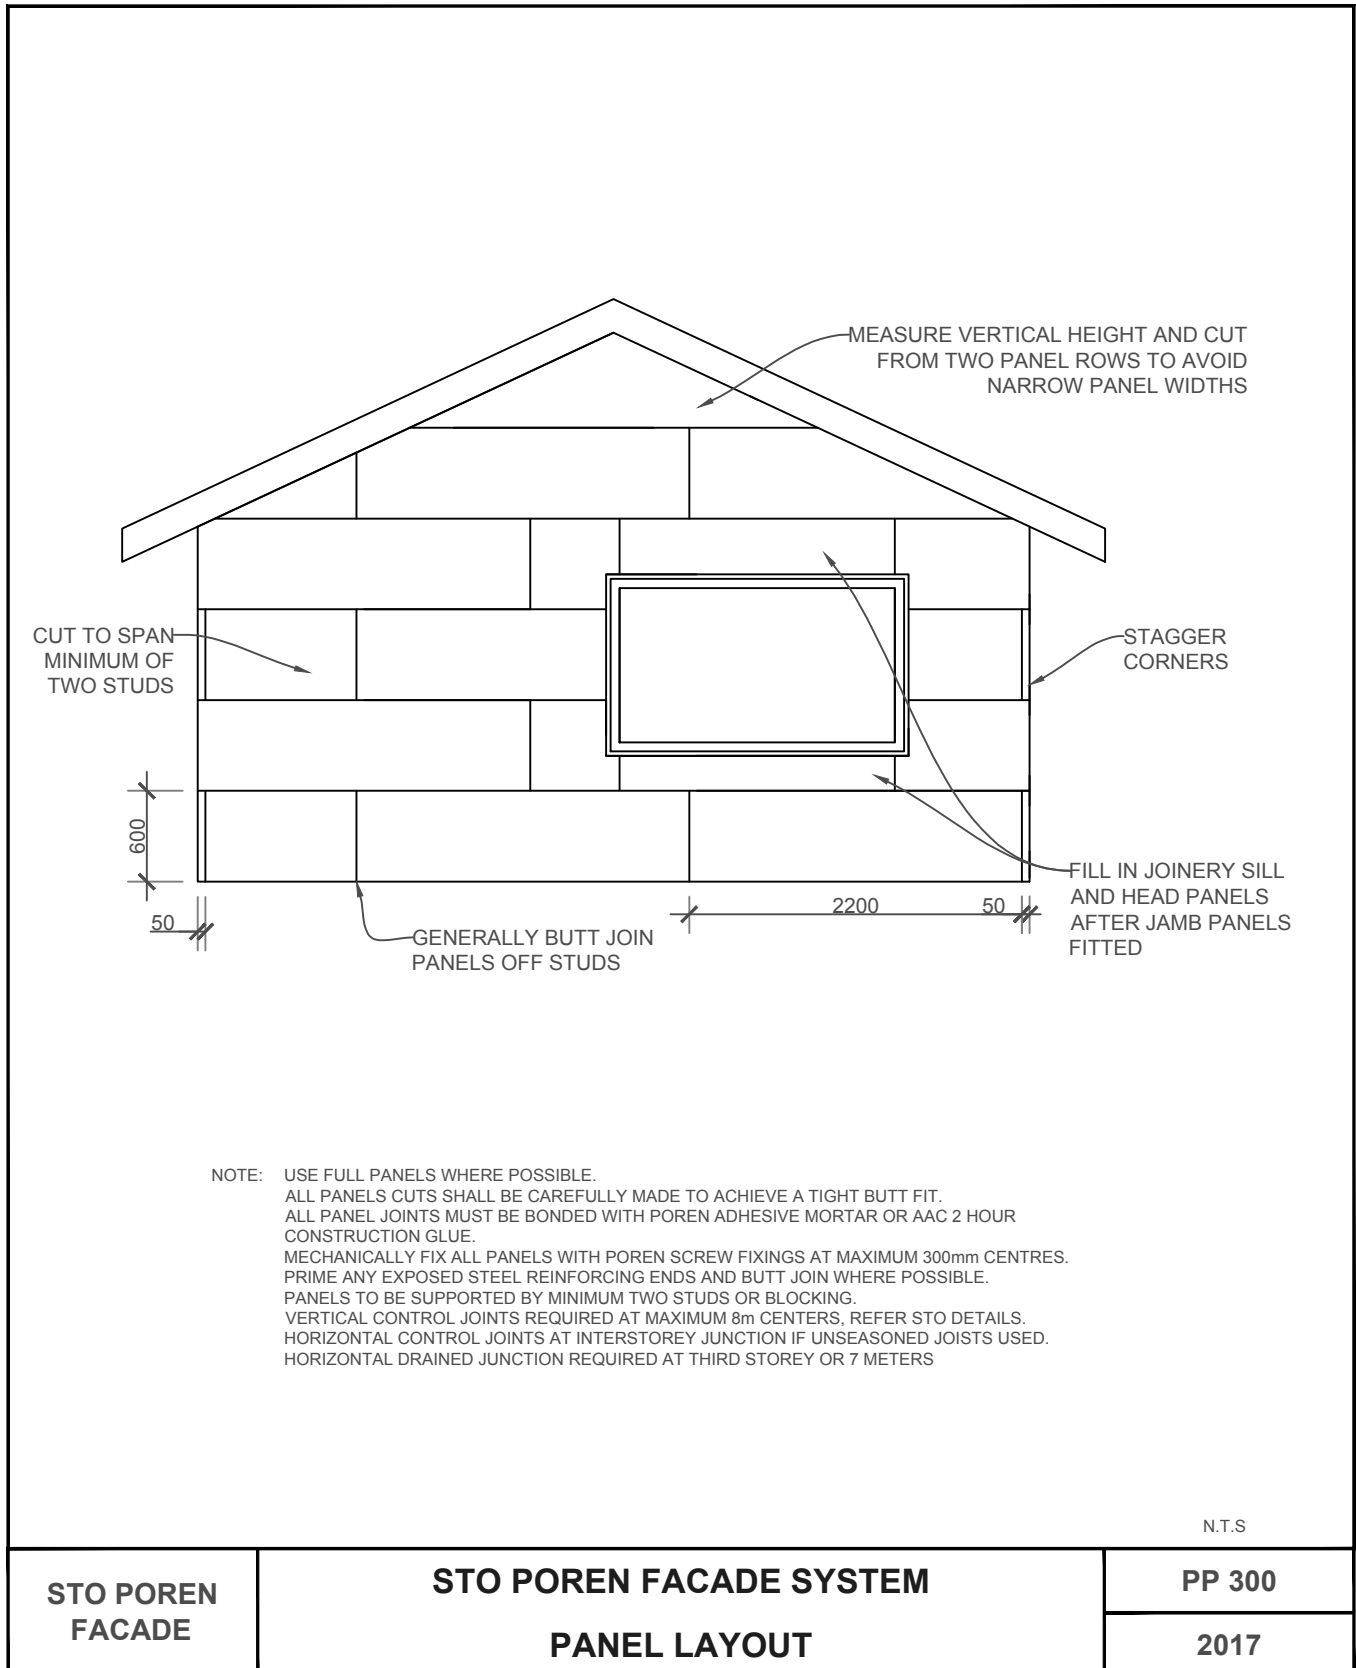 MEASURE VERTICAL HEIGHT AND CUT
FROM TWO PANEL ROWS TO AVOID
NARROW PANEL WIDTHS
CUT TO SPAN
MINIMUM OF
TWO STUDS
STAGGER
CORNERS
600
50
2200
50
FILL IN JOINERY SILL
AND HEAD PANELS
AFTER JAMB PANELS
FITTED
GENERALLY BUTT JOIN
PANELS OFF STUDS
NOTE: USE FULL PANELS WHERE POSSIBLE.
ALL PANELS CUTS SHALL BE CAREFULLY MADE TO ACHIEVE A TIGHT BUTT FIT.
ALL PANEL JOINTS MUST BE BONDED WITH POREN ADHESIVE MORTAR OR AAC 2 HOUR
CONSTRUCTION GLUE.
MECHANICALLY FIX ALL PANELS WITH POREN SCREW FIXINGS AT MAXIMUM 300mm CENTRES.
PRIME ANY EXPOSED STEEL REINFORCING ENDS AND BUTT JOIN WHERE POSSIBLE.
PANELS TO BE SUPPORTED BY MINIMUM TWO STUDS OR BLOCKING.
VERTICAL CONTROL JOINTS REQUIRED AT MAXIMUM 8m CENTERS, REFER STO DETAILS.
HORIZONTAL CONTROL JOINTS AT INTERSTOREY JUNCTION IF UNSEASONED JOISTS USED.
HORIZONTAL DRAINED JUNCTION REQUIRED AT THIRD STOREY OR 7 METERS
N.T.S
STO POREN
FACADE
STO POREN FACADE SYSTEM
PANEL LAYOUT
PP 300
2017